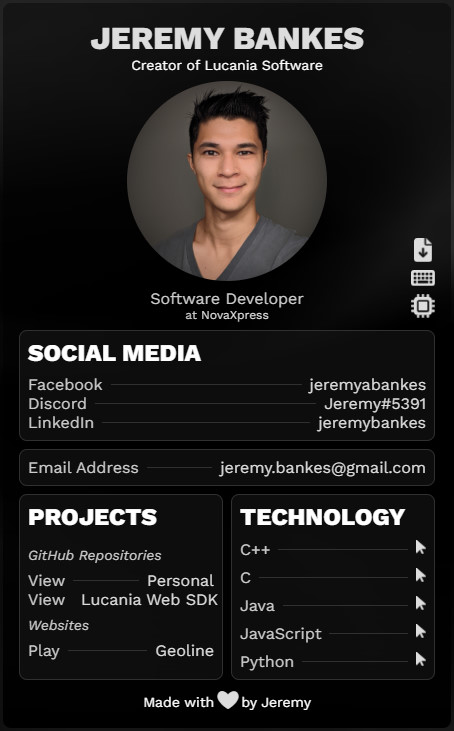 JEREMY BANKES
Creator of Lucania Software
Software Developer
at NovaXpress
SOCIAL MEDIA
Facebook jeremyabankes
Discord Jeremy#5391
LinkedIn jeremybankes
Email Address jeremy.bankes@gmail.com
PROJECTS
GitHub Repositories
View Personal
View Lucania Web SDK
Websites
Play Geoline
TECHNOLOGY
C++
C
Java
JavaScript
Python
Made with by Jeremy